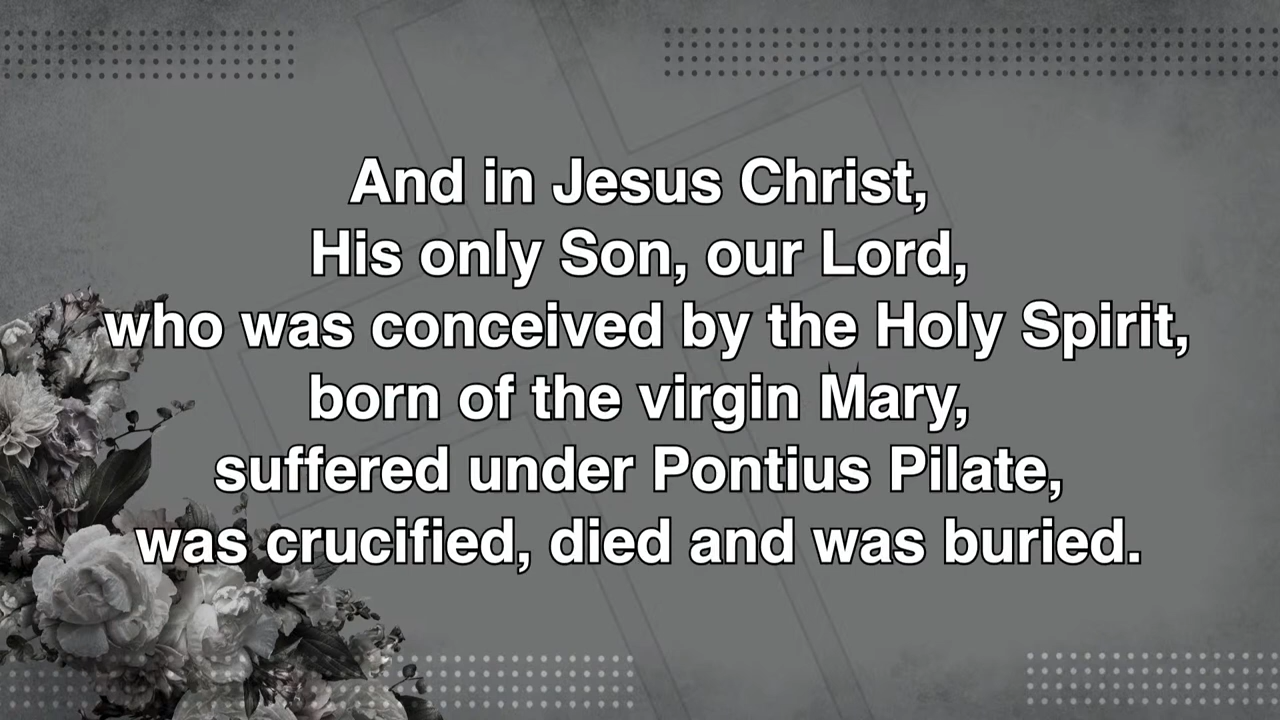 And in Jesus Christ,
His only Son, our Lord,
who was conceived by the Holy Spirit,
born of the virgin Mary,
suffered under Pontius Pilate,
was crucified, died and was buried.